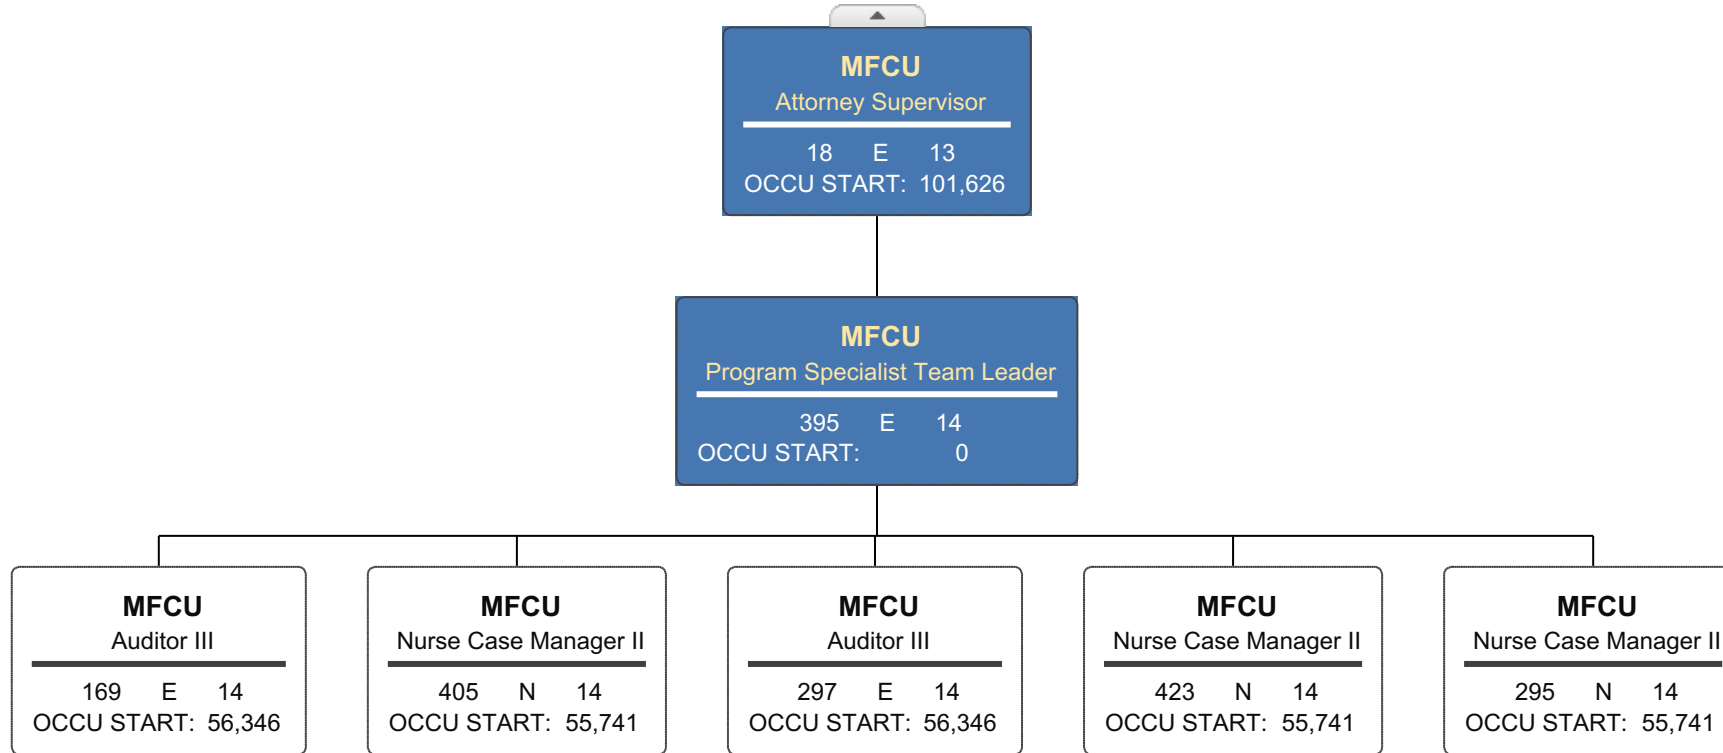 MFCU
Attorney Supervisor
18 E 13
OCCU START: 101,626
MFCU
Program Specialist Team Leader
395 E 14
OCCU START: 0
MFCU
Auditor III
169 E 14
OCCU START: 56,346
MFCU
Nurse Case Manager II
405 N 14
OCCU START: 55,741
MFCU
Auditor III
297 E 14
OCCU START: 56,346
MFCU
Nurse Case Manager II
423 N 14
OCCU START: 55,741
MFCU
Nurse Case Manager II
295 N 14
OCCU START: 55,741